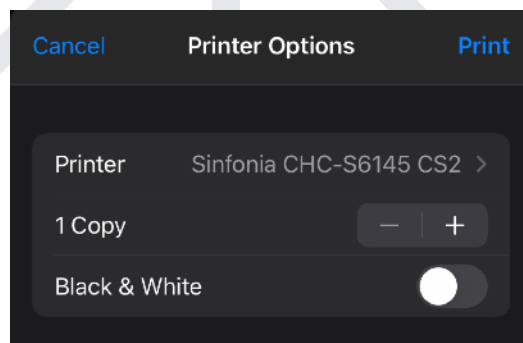 Cancel Printer Options Print
Printer Sinfonia CHC-S6145 CS2 >
1 Copy − +
Black & White